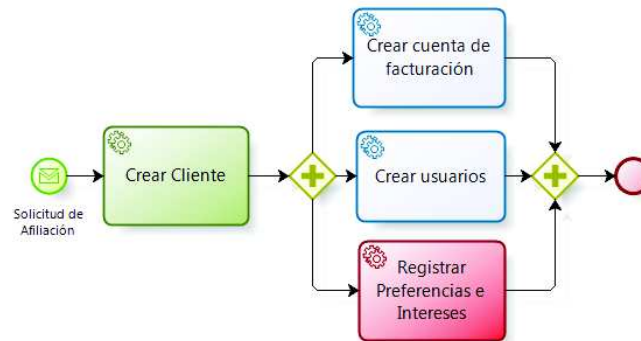 Solicitud de
Afiliación
Crear Cliente
Crear cuenta de
facturación
Crear usuarios
Registrar
Preferencias e
Intereses